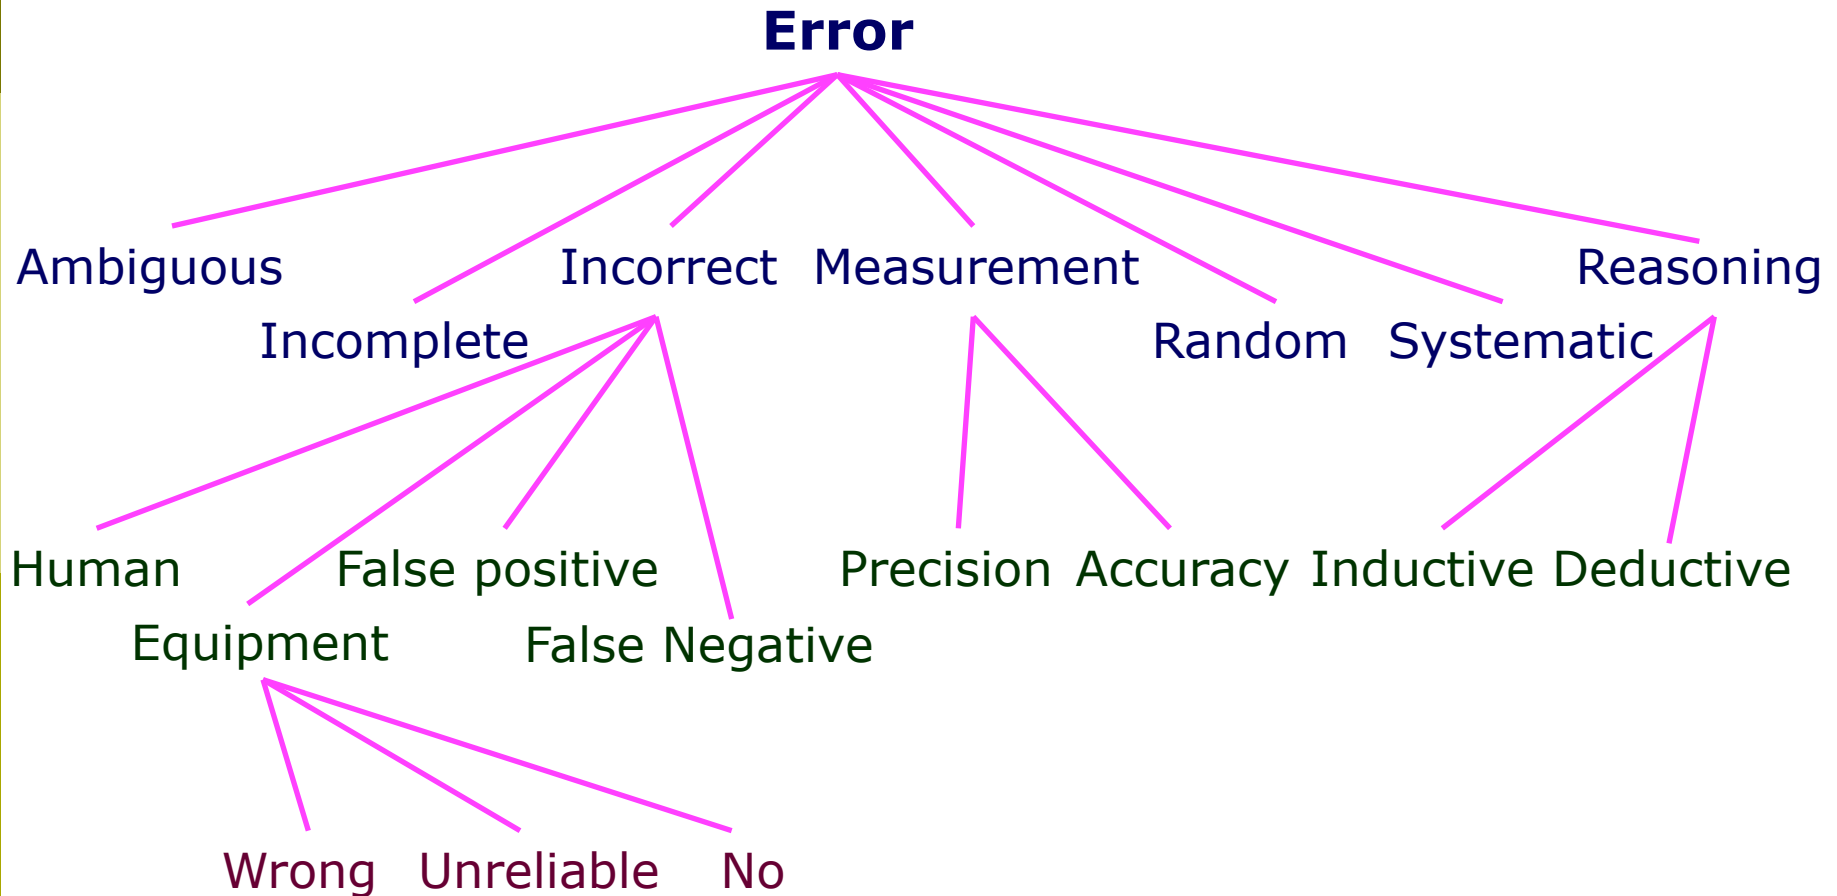 Error
Ambiguous Incorrect Measurement Reasoning
Incomplete Random Systematic
Human False positive Precision Accuracy Inductive Deductive
Equipment False Negative
Wrong Unreliable No